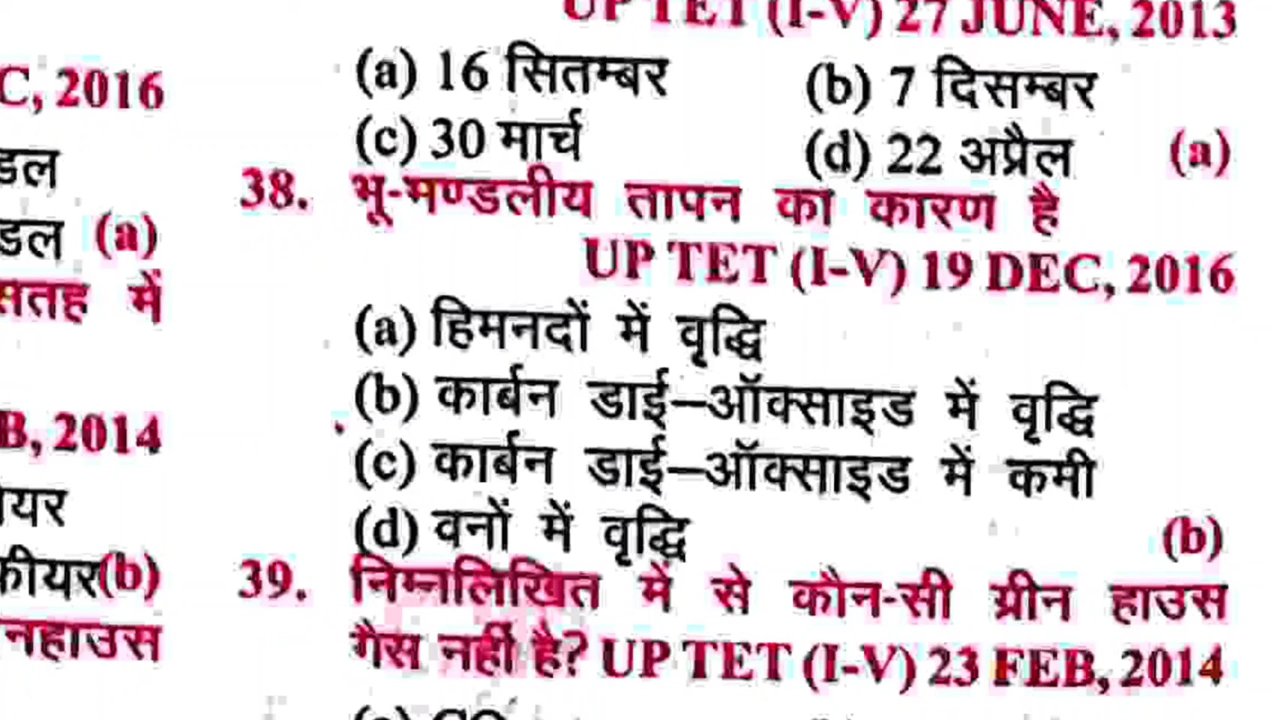 C, 2016
डल
डल (a)
सतह में
B, 2014
यर
फीयर(b)
नहाउस
UP TET (I-V) 27 JUNE, 2013
(a) 16 सितम्बर (b) 7 दिसम्बर
(c) 30 मार्च (d) 22 अप्रैल (a)
38. भू-मण्डलीय तापन का कारण है
UP TET (I-V) 19 DEC, 2016
(a) हिमनदों में वृद्धि
(b) कार्बन डाई–ऑक्साइड में वृद्धि
(c) कार्बन डाई–ऑक्साइड में कमी
(d) वनों में वृद्धि (b)
39. निम्नलिखित में से कौन-सी ग्रीन हाउस
गैस नहीं है? UP TET (I-V) 23 FEB, 2014